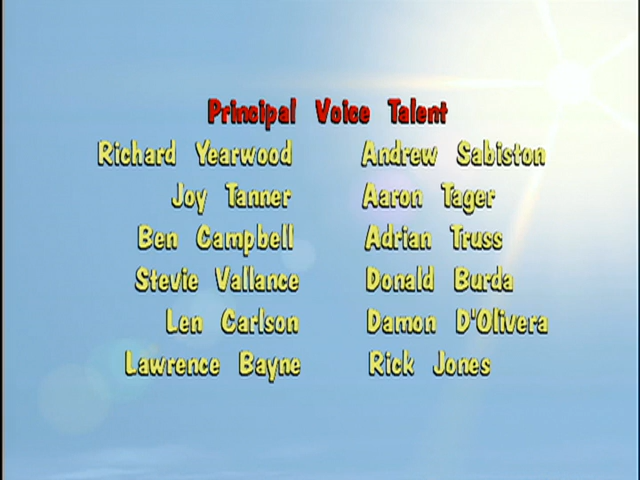 Principal Voice Talent
Richard Yearwood Andrew Sabiston
Joy Tanner Aaron Tager
Ben Campbell Adrian Truss
Stevie Vallance Donald Burda
Len Carlson Damon D'Olivera
Lawrence Bayne Rick Jones